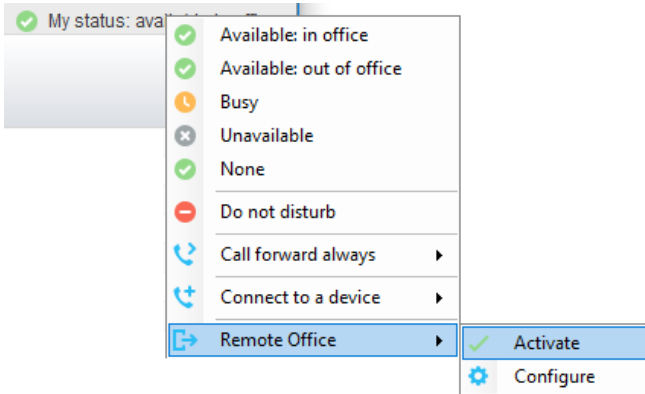 My status: ava
Available: in office
Available: out of office
Busy
Unavailable
None
Do not disturb
Call forward always
Connect to a device
Remote Office
Activate
Configure